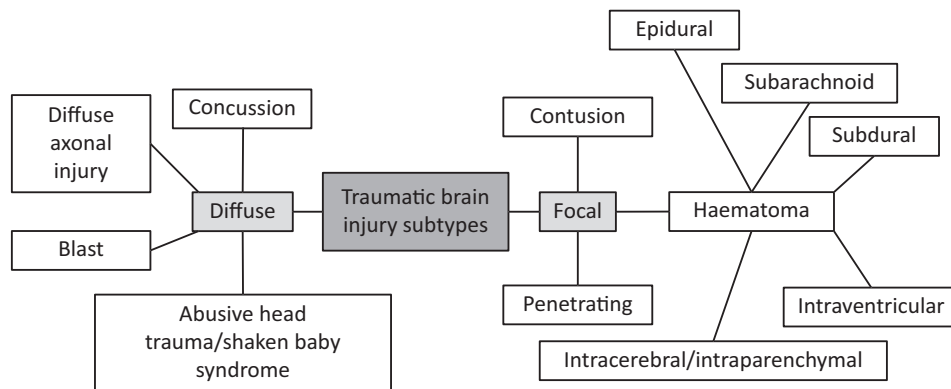 Epidural
Subarachnoid
Diffuse
axonal
injury
Concussion
Contusion
Subdural
Diffuse
Traumatic brain
injury subtypes
Focal
Haematoma
Blast
Penetrating
Intraventricular
Abusive head
trauma/shaken baby
syndrome
Intracerebral/intraparenchymal